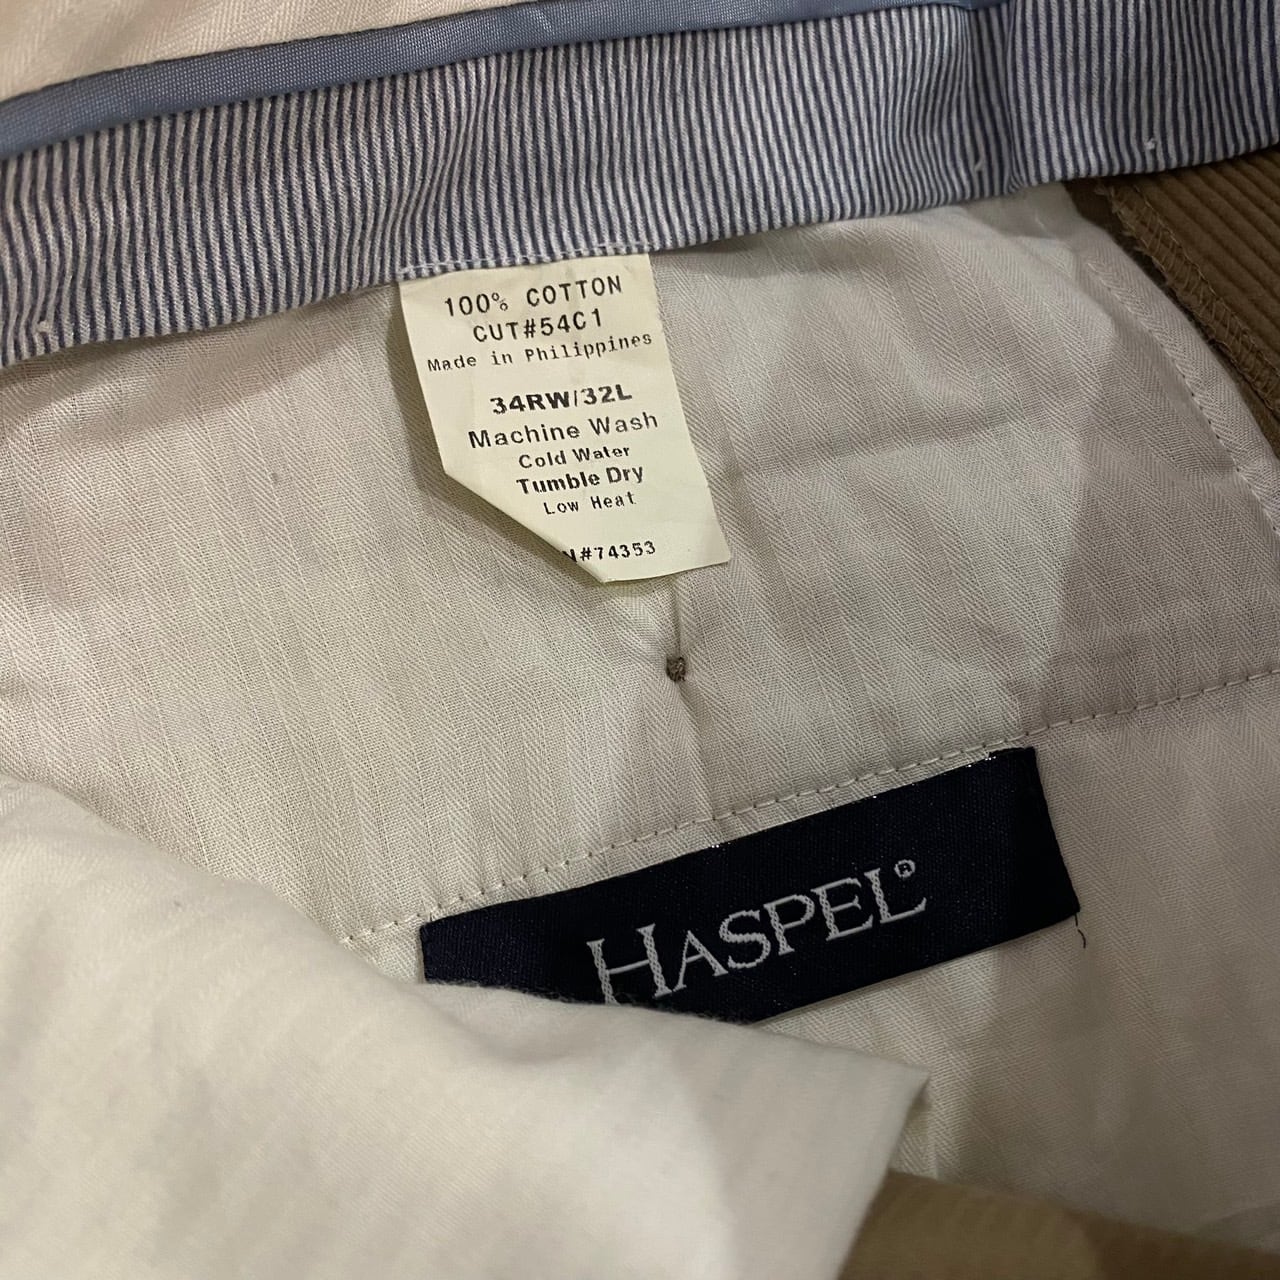 100% COTTON
CUT#54C1
Made in Philippines
34RW/32L
Machine Wash
Cold Water
Tumble Dry
Low Heat
N#74353
HASPEL®